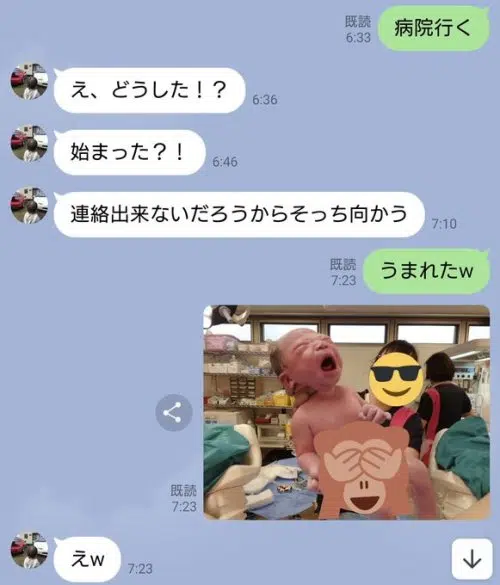 既読
6:33
病院行く
え、どうした！？
6:36
始まった？！
6:46
連絡出来ないだろうからそっち向かう
7:10
既読
7:23
うまれたw
既読
7:23
えw
7:23